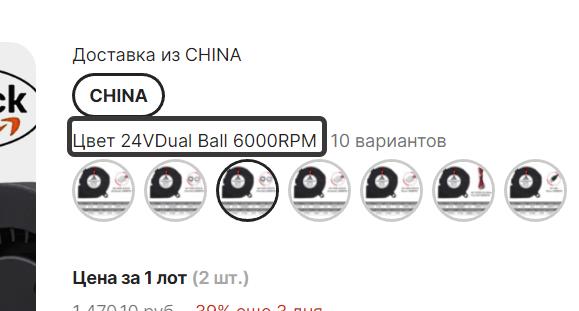 Доставка из CHINA
ck
CHINA
Цвет 24VDual Ball 6000RPM 10 вариантов
Цена за 1 лот (2 шт.)
1 470,10 руб. -39% еще 3 дня